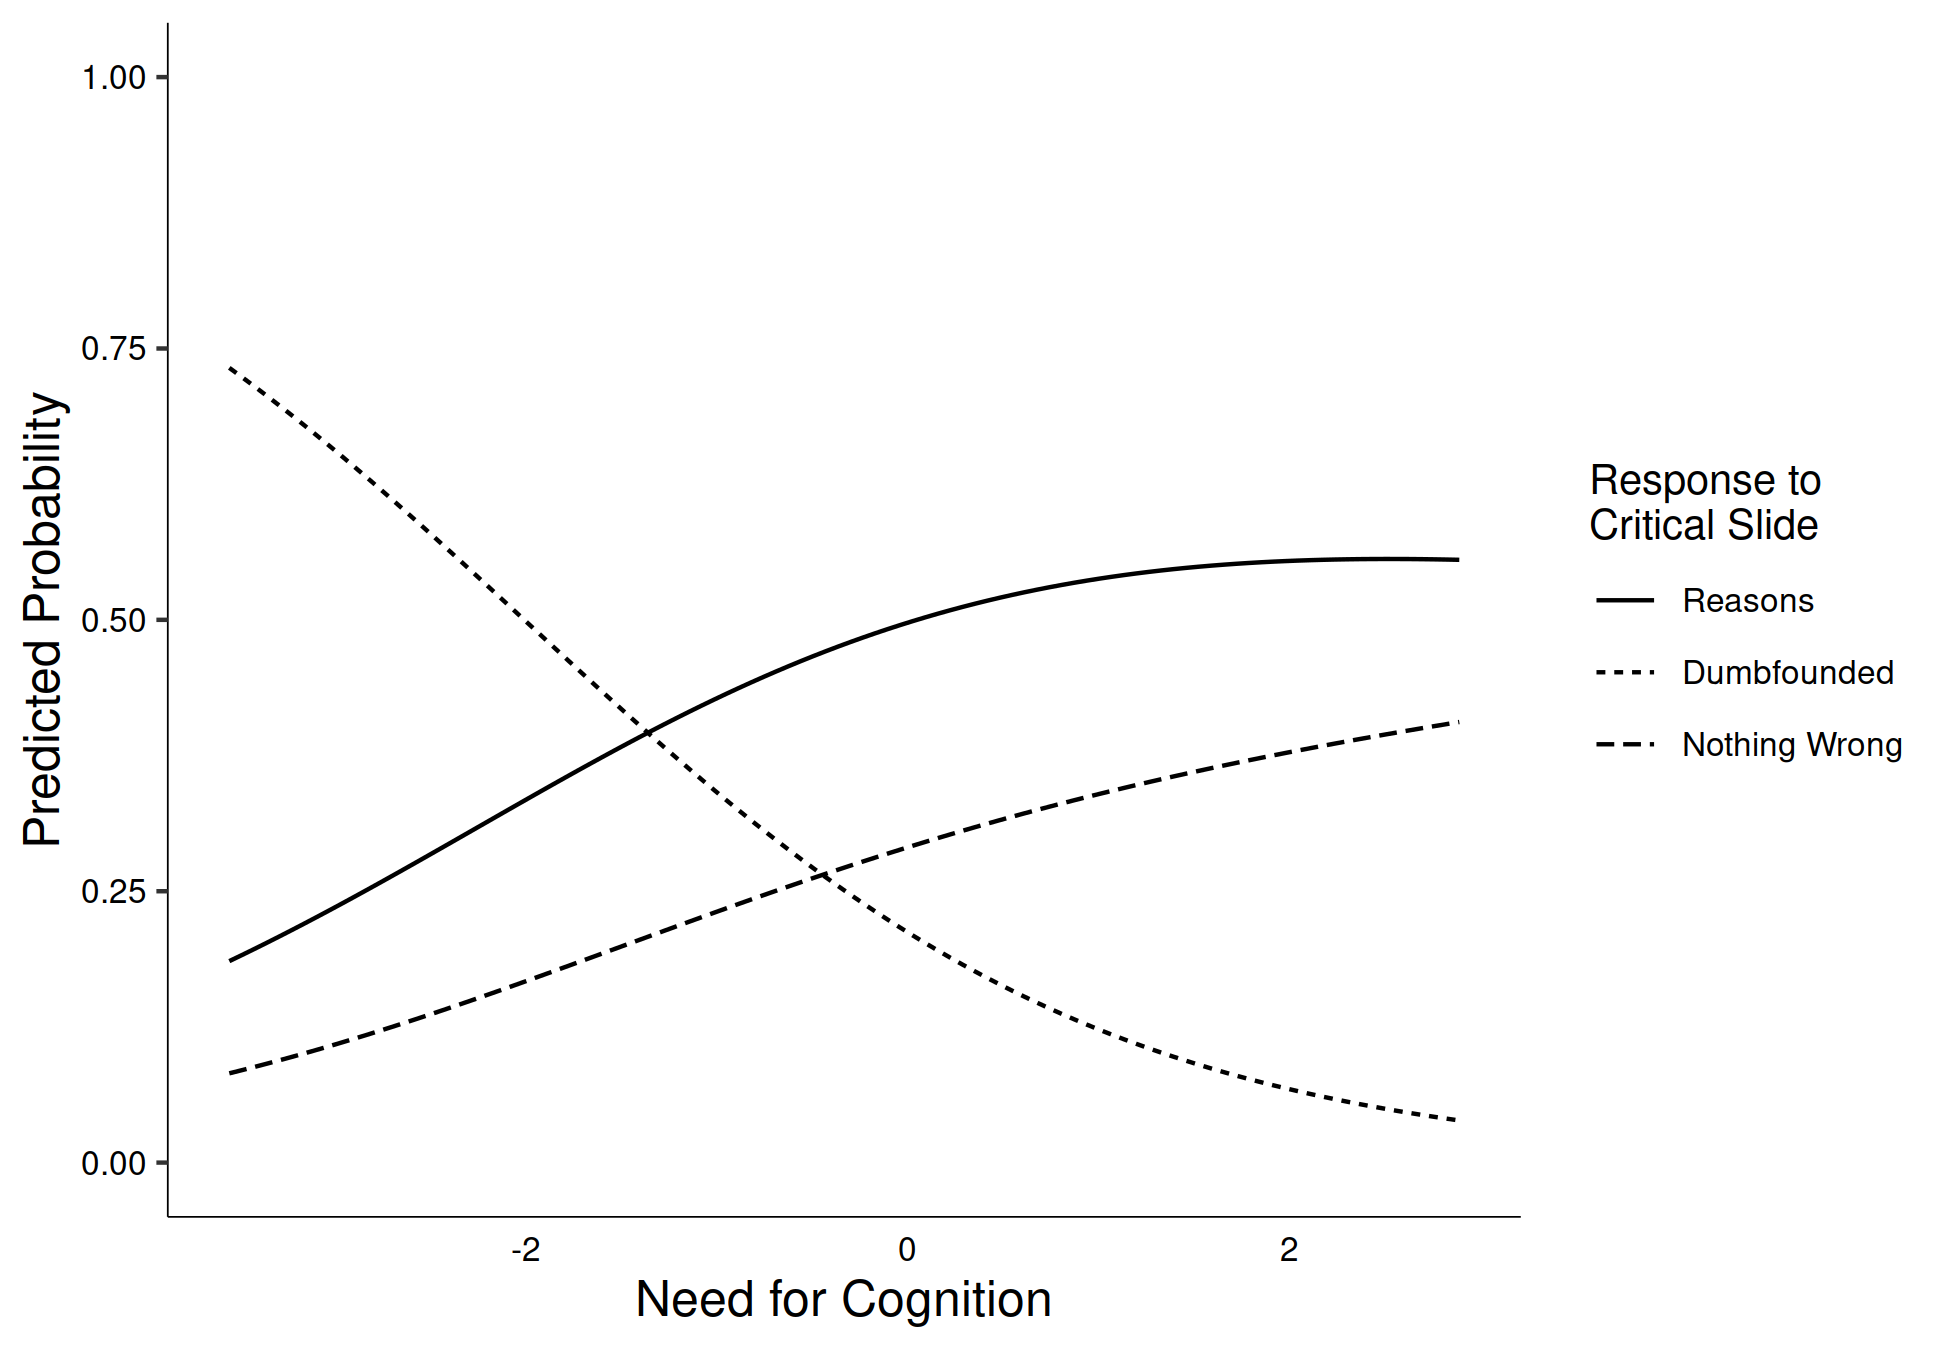 1.00
0.75
0.50
0.25
0.00
Predicted Probability
-2
0
2
Need for Cognition
Response to
Critical Slide
Reasons
Dumbfounded
Nothing Wrong